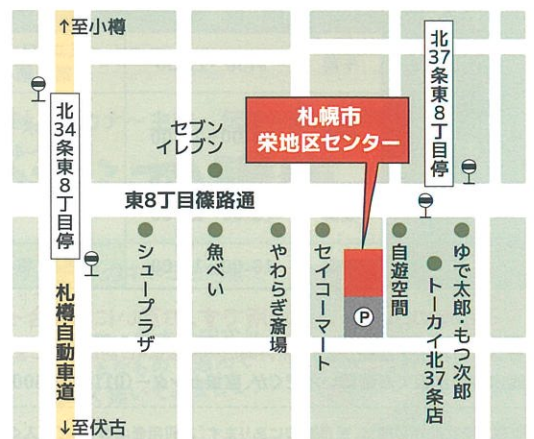 ↑至小樽
北34条東8丁目停
札樽自動車道
↓至伏古
セブン
イレブン
東8丁目篠路通
シュープラザ
魚べい
やわらぎ斎場
セイコーマート
札幌市
栄地区センター
P
自遊空間
北37条東8丁目停
トーカイ北37条店
ゆで太郎・もつ次郎